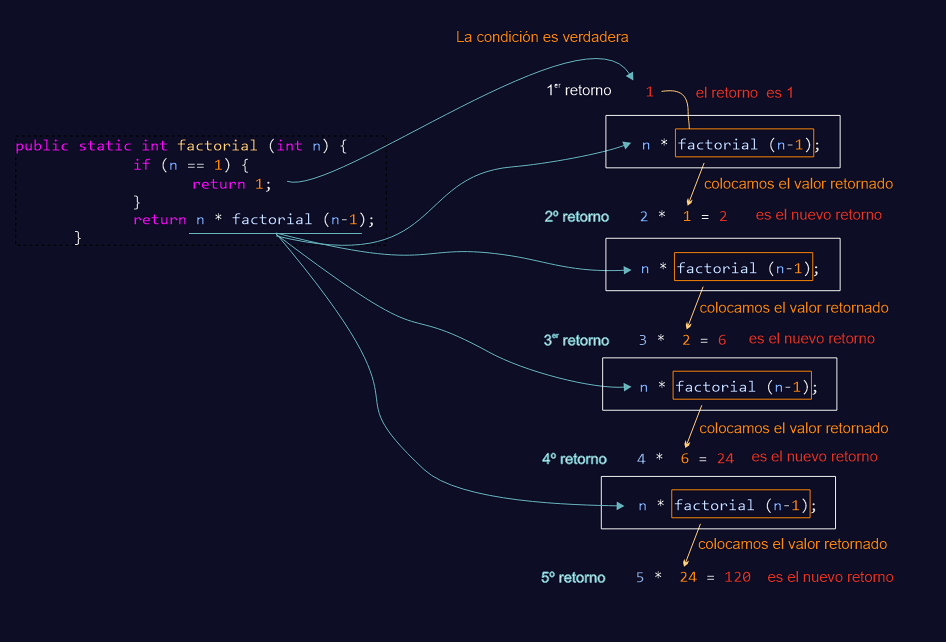 La condición es verdadera
1er retorno 1 el retorno es 1
public static int factorial (int n) {
if (n == 1) {
return 1;
}
return n * factorial (n-1);
}
n * factorial (n-1);
colocamos el valor retornado
2º retorno 2 * 1 = 2 es el nuevo retorno
n * factorial (n-1);
colocamos el valor retornado
3er retorno 3 * 2 = 6 es el nuevo retorno
n * factorial (n-1);
colocamos el valor retornado
4º retorno 4 * 6 = 24 es el nuevo retorno
n * factorial (n-1);
colocamos el valor retornado
5º retorno 5 * 24 = 120 es el nuevo retorno